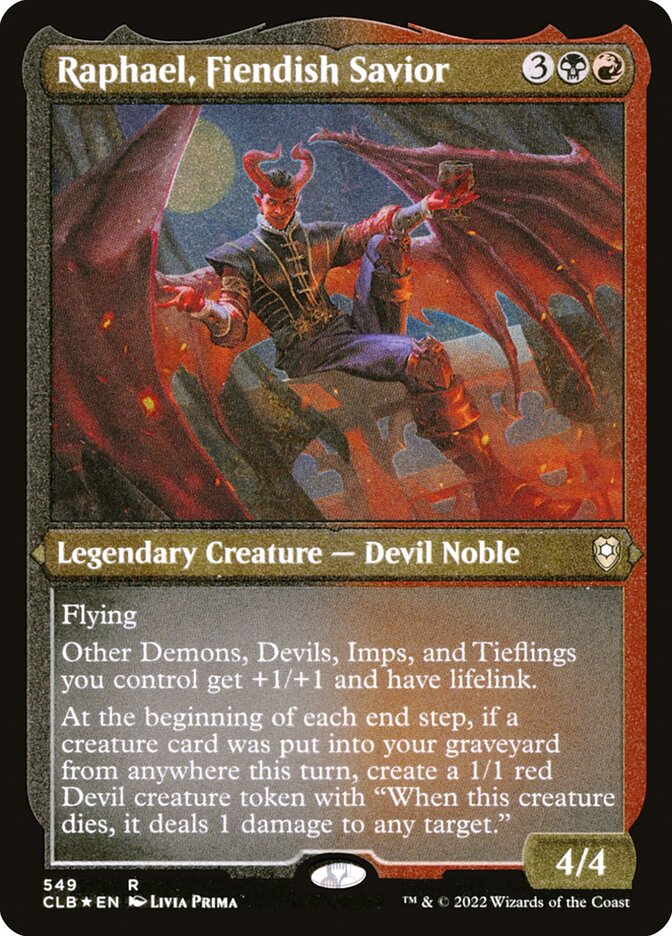 Raphael, Fiendish Savior 3
Legendary Creature — Devil Noble
Flying
Other Demons, Devils, Imps, and Tieflings
you control get +1/+1 and have lifelink.
At the beginning of each end step, if a
creature card was put into your graveyard
from anywhere this turn, create a 1/1 red
Devil creature token with “When this creature
dies, it deals 1 damage to any target.”
4/4
549 R
CLB★EN Livia Prima ™ & © 2022 Wizards of the Coast